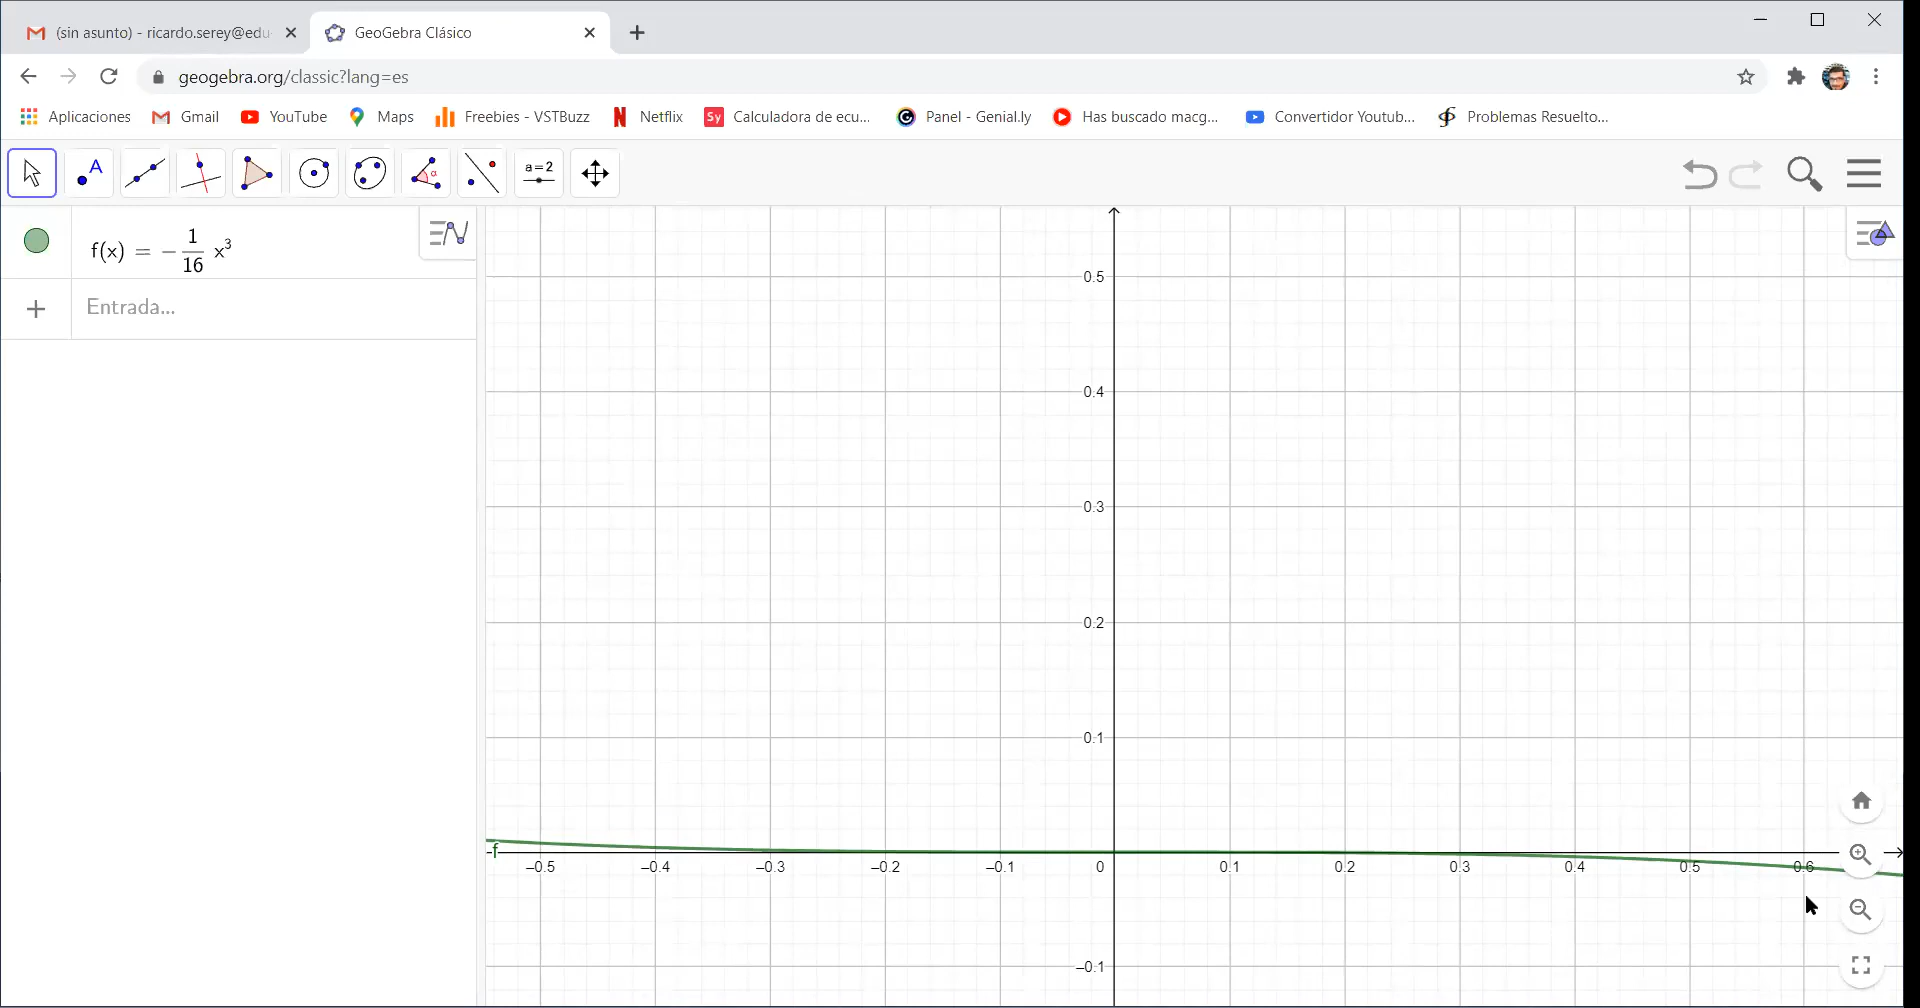 (sin asunto) - ricardo.serey@edu
GeoGebra Clásico
geogebra.org/classic?lang=es
Aplicaciones
Gmail
YouTube
Maps
Freebies - VSTBuzz
Netflix
Sy
Calculadora de ecu...
Panel - Genial.ly
Has buscado macg...
Convertidor Youtub...
Problemas Resuelto...
A
α
a=2
f(x) = − 1/16 x³
Entrada...
0.5
0.4
0.3
0.2
0.1
f
–0.5
–0.4
–0.3
–0.2
–0.1
0
0.1
0.2
0.3
0.4
0.5
0.6
–0.1